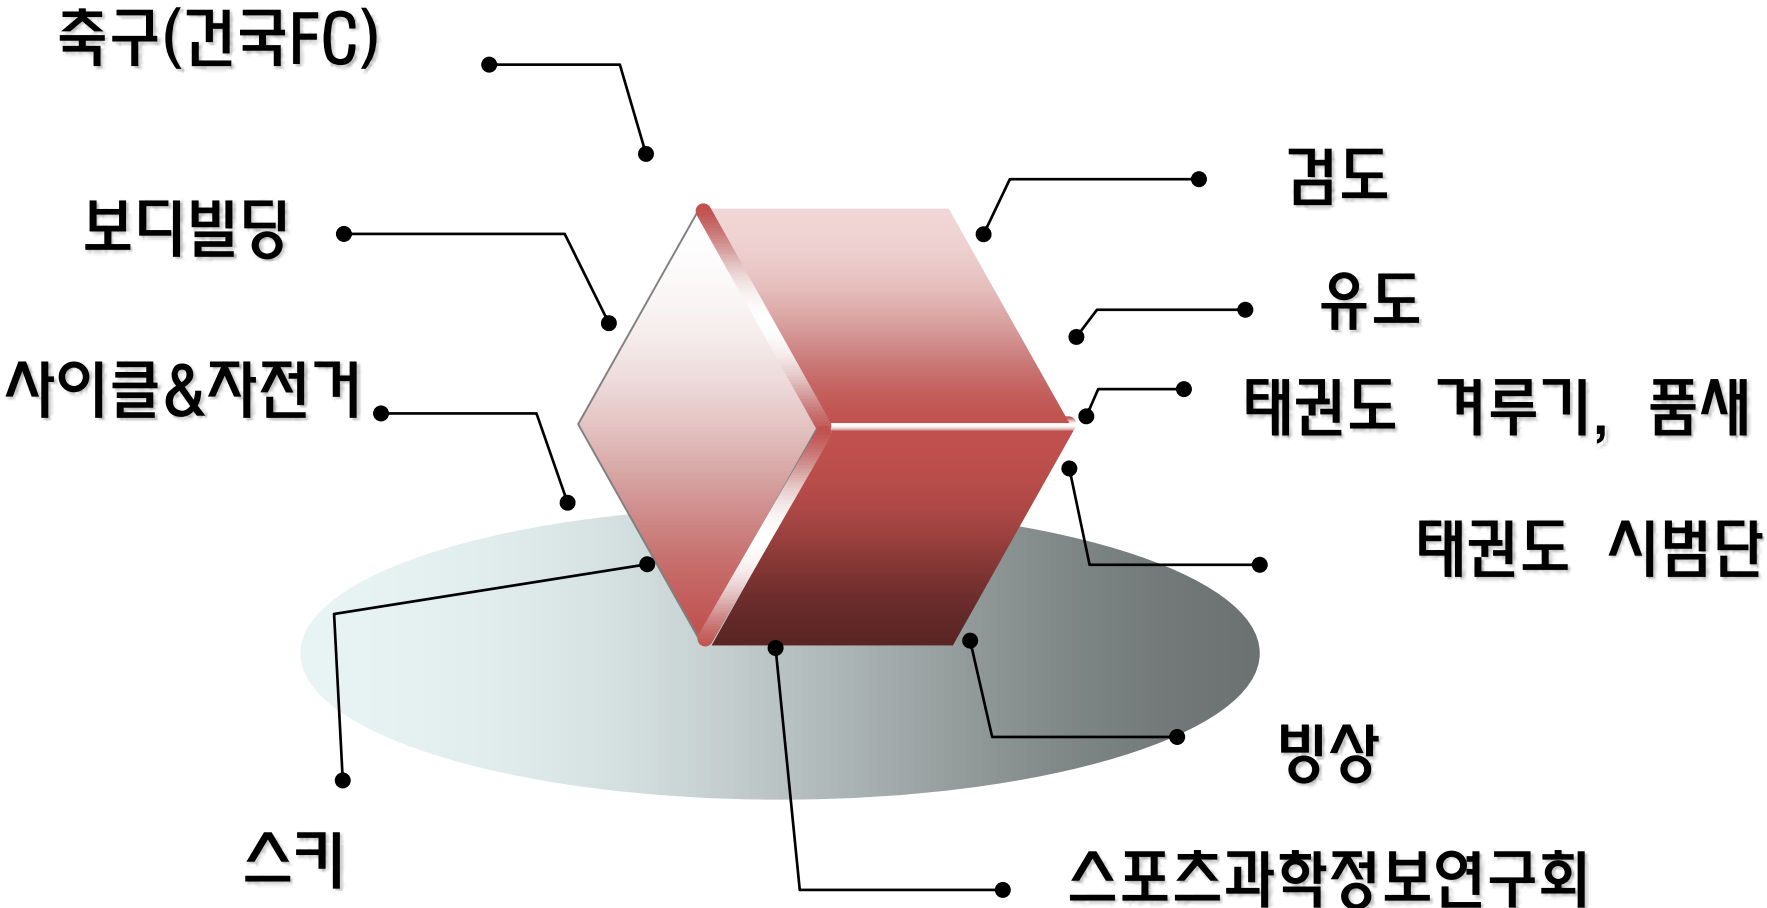 축구(건국FC)
보디빌딩
사이클&자전거
스키
검도
유도
태권도 겨루기, 품새
태권도 시범단
빙상
스포츠과학정보연구회